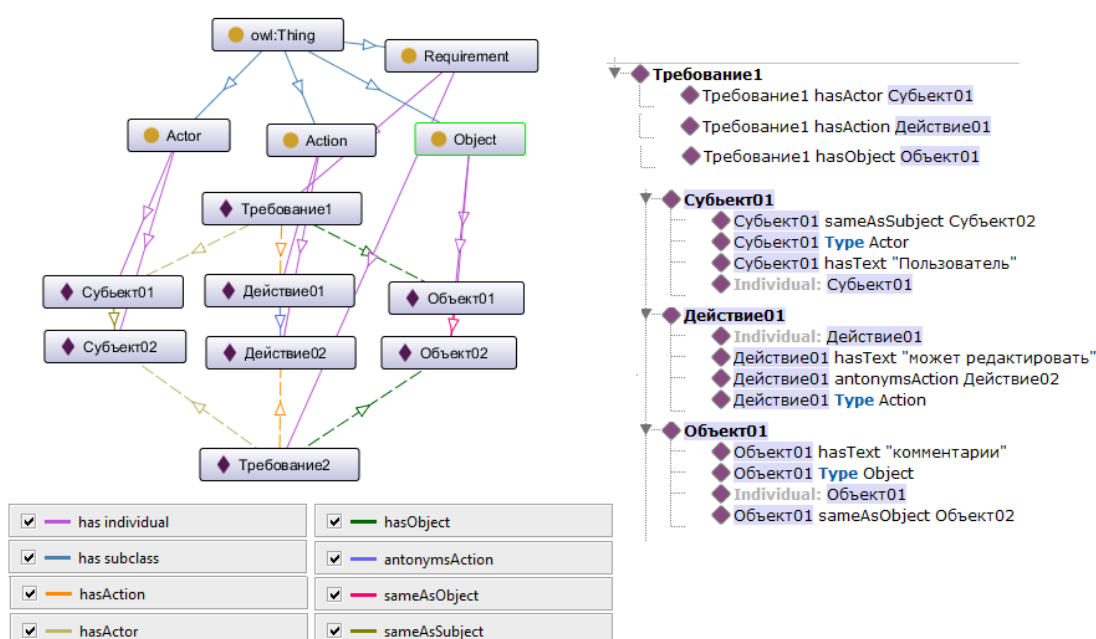 owl:Thing
Requirement
Actor
Action
Object
Требование1
Субъект01
Действие01
Объект01
Субъект02
Действие02
Объект02
Требование2
has individual
has subclass
hasAction
hasActor
hasObject
antonymsAction
sameAsObject
sameAsSubject
Требование1
Требование1 hasActor Субъект01
Требование1 hasAction Действие01
Требование1 hasObject Объект01
Субъект01
Субъект01 sameAsSubject Субъект02
Субъект01 Type Actor
Субъект01 hasText "Пользователь"
Individual: Субъект01
Действие01
Individual: Действие01
Действие01 hasText "может редактировать"
Действие01 antonymsAction Действие02
Действие01 Type Action
Объект01
Объект01 hasText "комментарии"
Объект01 Type Object
Individual: Объект01
Объект01 sameAsObject Объект02